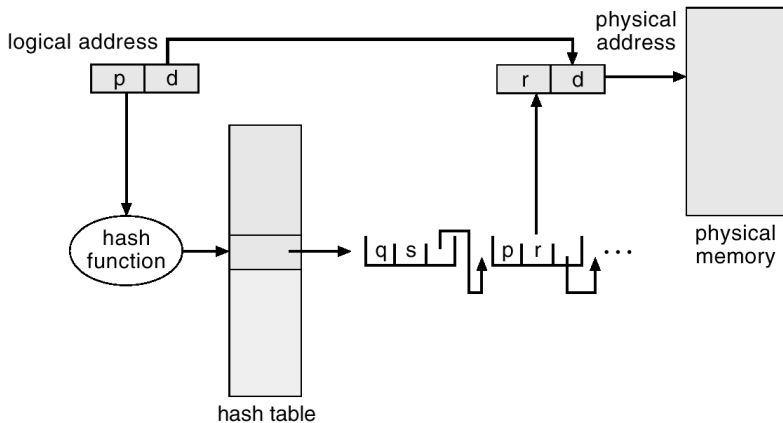 logical address
p d
physical
address
r d
hash
function
q s
p r
...
physical
memory
hash table